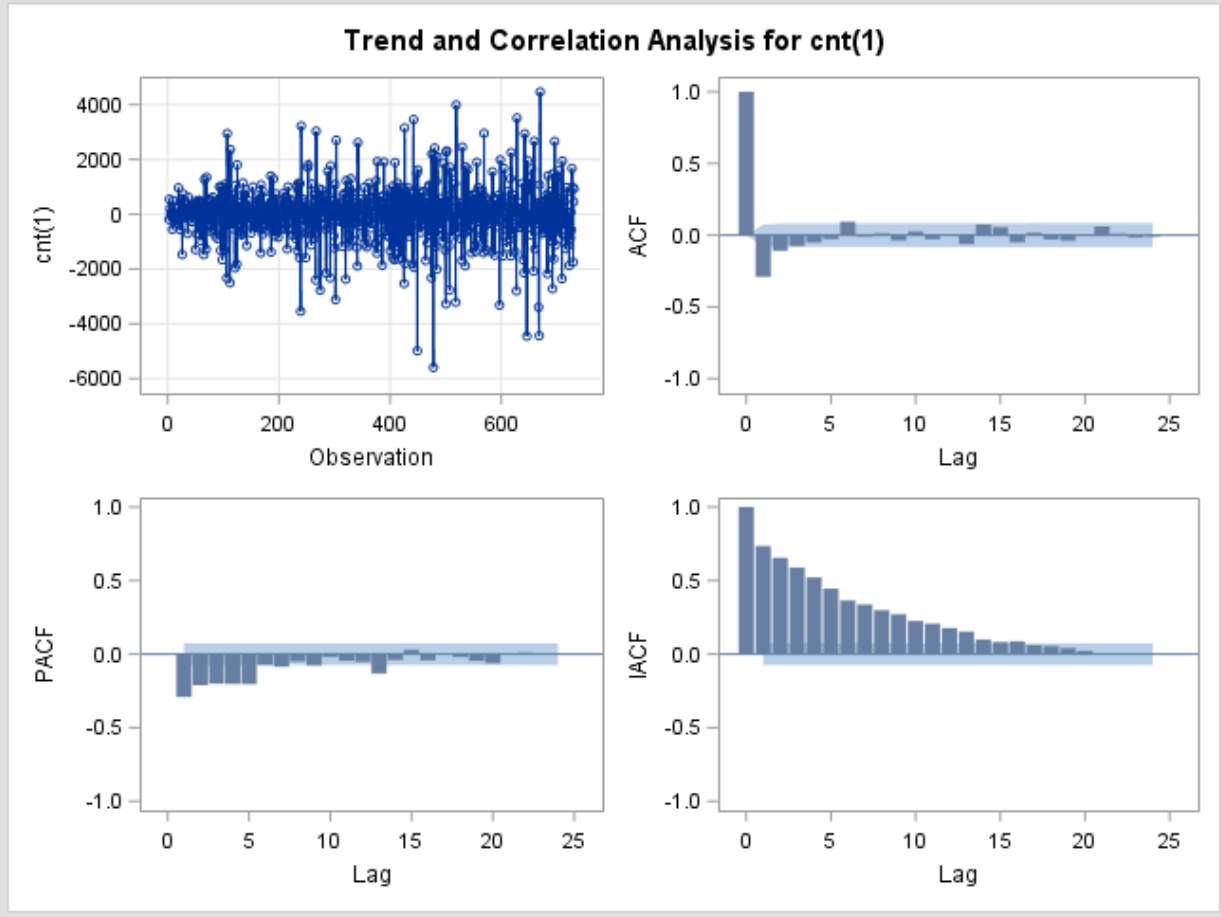 Trend and Correlation Analysis for cnt(1)
cnt(1)
4000
2000
0
-2000
-4000
-6000
0 200 400 600
Observation
ACF
1.0
0.5
0.0
-0.5
-1.0
0 5 10 15 20 25
Lag
PACF
1.0
0.5
0.0
-0.5
-1.0
0 5 10 15 20 25
Lag
IACF
1.0
0.5
0.0
-0.5
-1.0
0 5 10 15 20 25
Lag